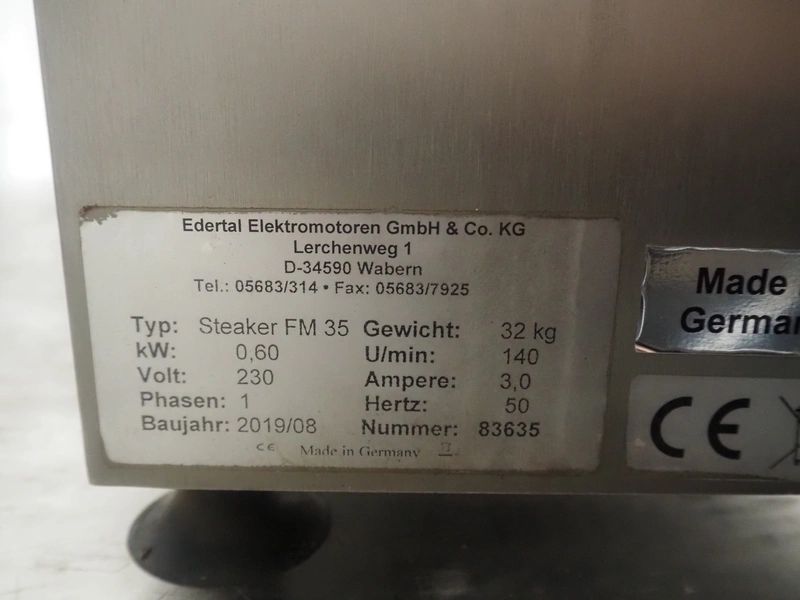 Edertal Elektromotoren GmbH & Co. KG
Lerchenweg 1
D-34590 Wabern
Tel.: 05683/314 • Fax: 05683/7925
Typ: Steaker FM 35 Gewicht: 32 kg
kW: 0,60 U/min: 140
Volt: 230 Ampere: 3,0
Phasen: 1 Hertz: 50
Baujahr: 2019/08 Nummer: 83635
CE Made in Germany
Made
German
CE